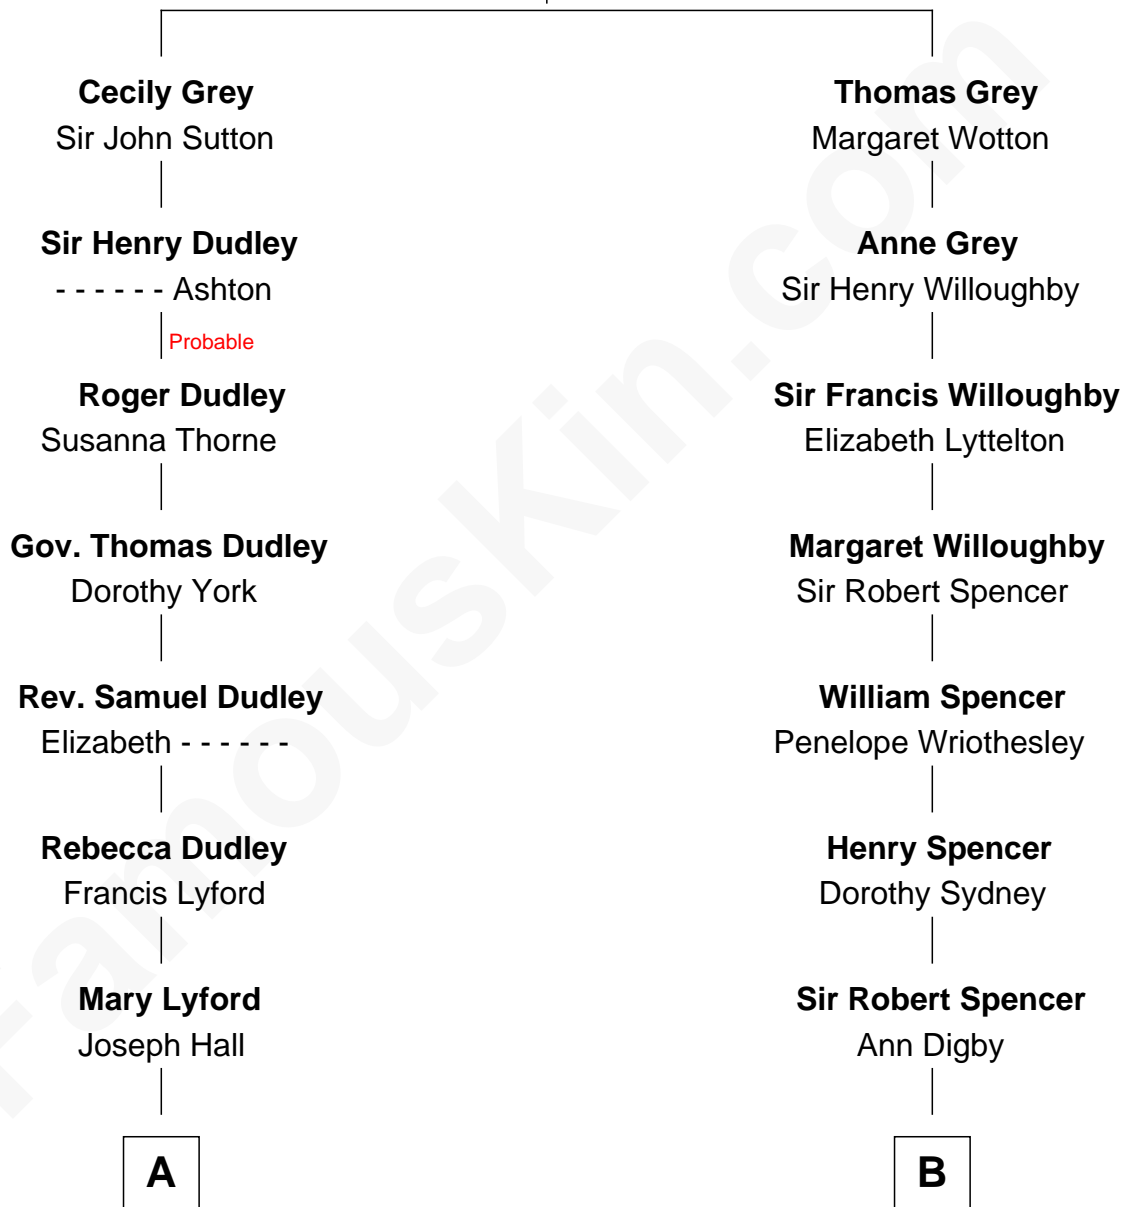 Cecily Grey
Sir John Sutton
Sir Henry Dudley
- - - - - - Ashton
Probable
Roger Dudley
Susanna Thorne
Gov. Thomas Dudley
Dorothy York
Rev. Samuel Dudley
Elizabeth - - - - - -
Rebecca Dudley
Francis Lyford
Mary Lyford
Joseph Hall
A
Thomas Grey
Margaret Wotton
Anne Grey
Sir Henry Willoughby
Sir Francis Willoughby
Elizabeth Lyttelton
Margaret Willoughby
Sir Robert Spencer
William Spencer
Penelope Wriothesley
Henry Spencer
Dorothy Sydney
Sir Robert Spencer
Ann Digby
B
FamousKin.com